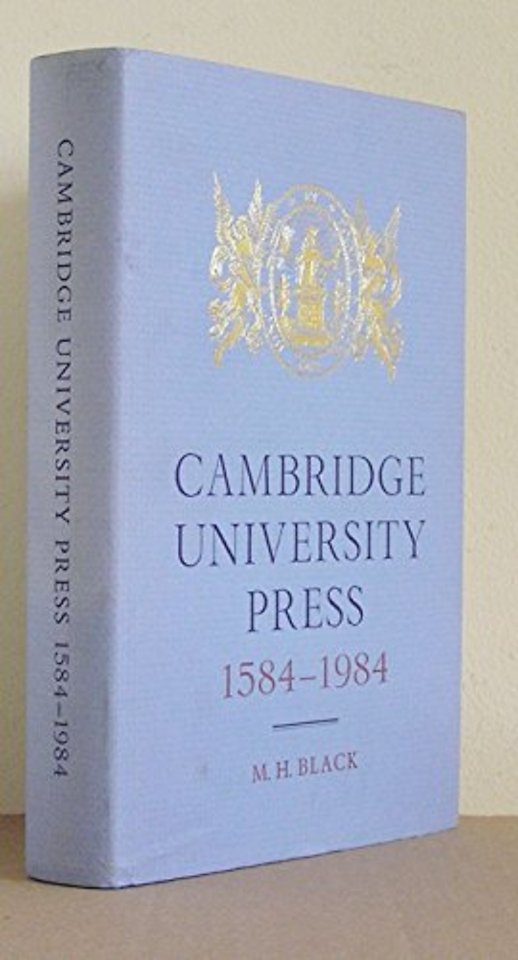 CAMBRIDGE UNIVERSITY PRESS 1584–1984
CAMBRIDGE
UNIVERSITY
PRESS
1584–1984
M. H. BLACK